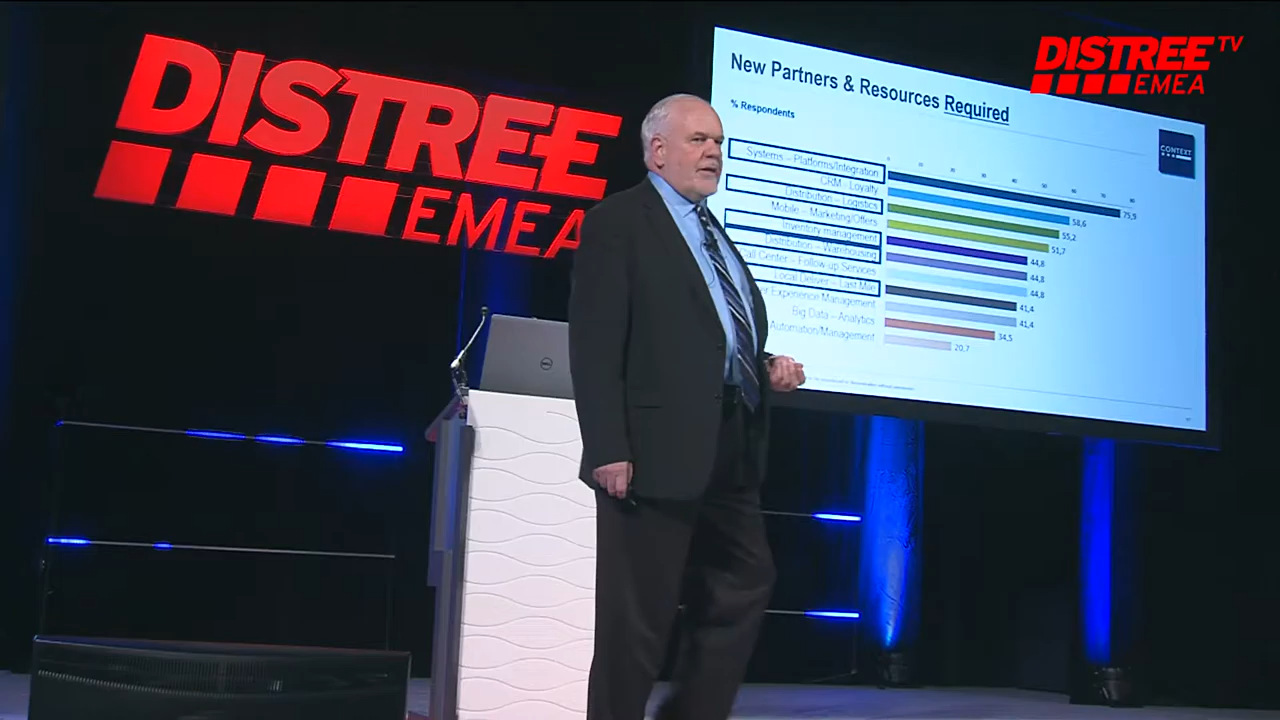 DISTREE
EMEA
DISTREE TV
EMEA
New Partners & Resources Required
% Respondents
CONTEXT
Systems – Platforms/Integration
CRM - Loyalty
Distribution – Logistics
Mobile – Marketing/Offers
Inventory management
Distribution – Warehousing
Call Center – Follow up Services
Local Deliver – Last Mile
Experience Management
Big Data – Analytics
Automation/Management
75,9
58,6
55,2
51,7
44,8
44,8
44,8
41,4
41,4
34,5
20,7
DELL